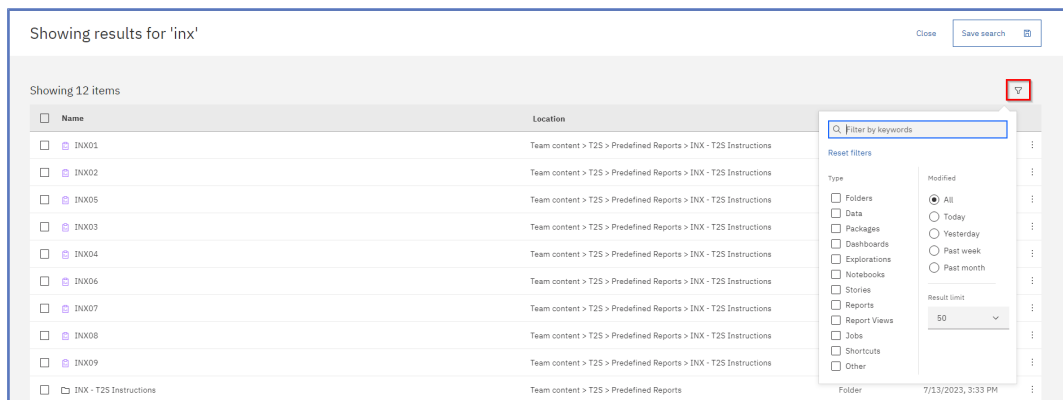 Showing results for 'inx'
Close
Save search
Showing 12 items
Name
Location
INX01
Team content > T2S > Predefined Reports > INX - T2S Instructions
INX02
Team content > T2S > Predefined Reports > INX - T2S Instructions
INX05
Team content > T2S > Predefined Reports > INX - T2S Instructions
INX03
Team content > T2S > Predefined Reports > INX - T2S Instructions
INX04
Team content > T2S > Predefined Reports > INX - T2S Instructions
INX06
Team content > T2S > Predefined Reports > INX - T2S Instructions
INX07
Team content > T2S > Predefined Reports > INX - T2S Instructions
INX08
Team content > T2S > Predefined Reports > INX - T2S Instructions
INX09
Team content > T2S > Predefined Reports > INX - T2S Instructions
INX - T2S Instructions
Team content > T2S > Predefined Reports
Folder
7/13/2023, 3:33 PM
Filter by keywords
Reset filters
Type
Folders
Data
Packages
Dashboards
Explorations
Notebooks
Stories
Reports
Report Views
Jobs
Shortcuts
Other
Modified
All
Today
Yesterday
Past week
Past month
Result limit
50